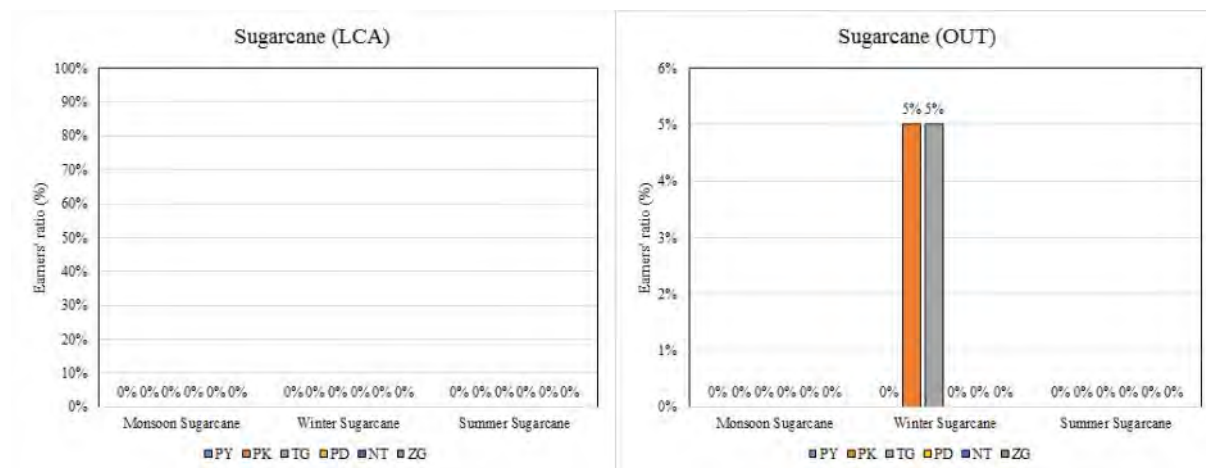 Sugarcane (LCA)
Earners' ratio (%)
100%
90%
80%
70%
60%
50%
40%
30%
20%
10%
0%
0% 0% 0% 0% 0% 0%
0% 0% 0% 0% 0% 0%
0% 0% 0% 0% 0% 0%
Monsoon Sugarcane
Winter Sugarcane
Summer Sugarcane
PY PK TG PD NT ZG
Sugarcane (OUT)
Earners' ratio (%)
6%
5%
4%
3%
2%
1%
0%
5% 5%
0% 0% 0% 0% 0% 0%
0%
0% 0% 0%
0% 0% 0% 0% 0% 0%
Monsoon Sugarcane
Winter Sugarcane
Summer Sugarcane
PY PK TG PD NT ZG